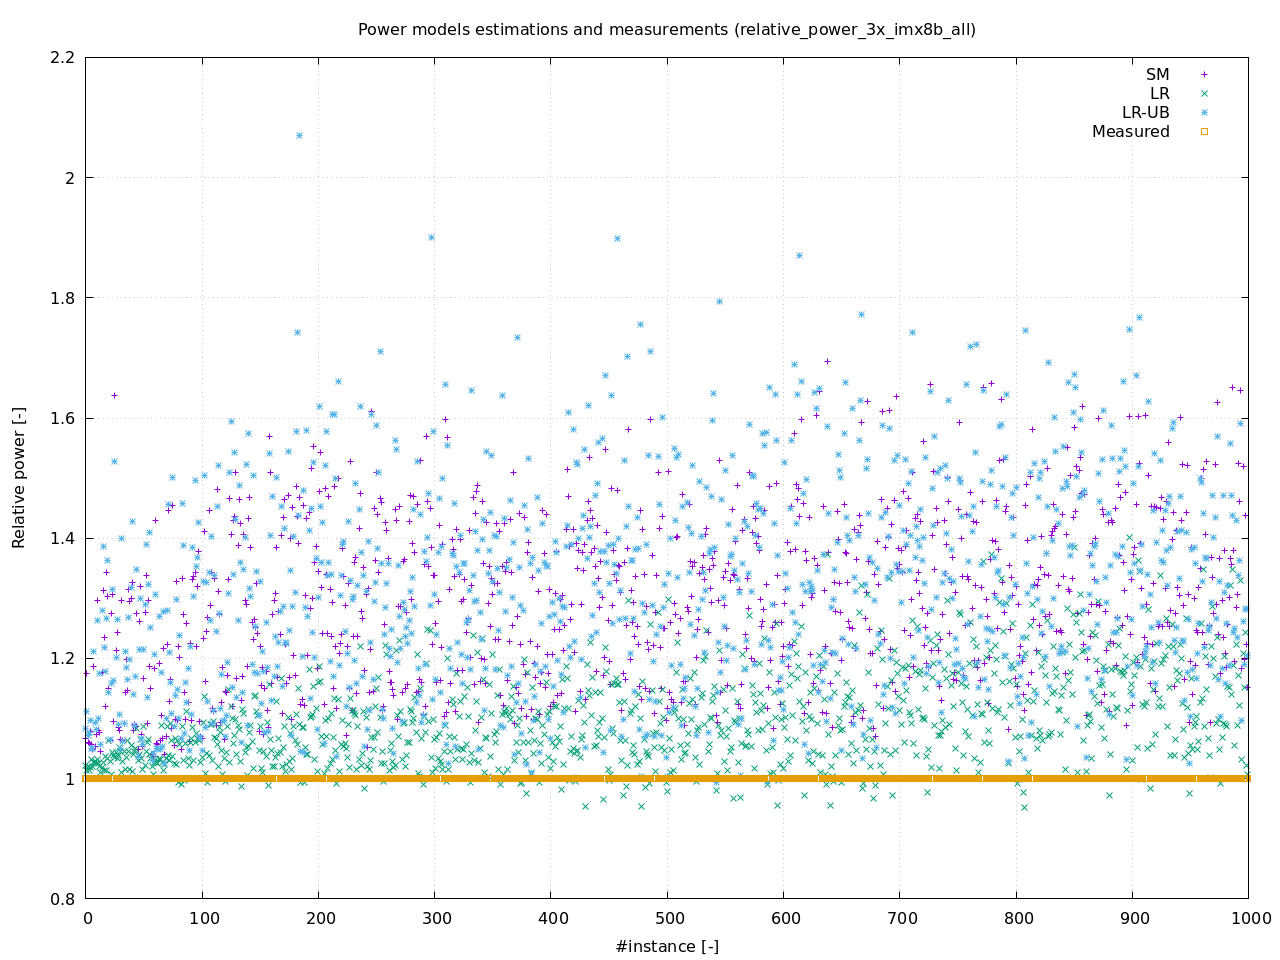 Power models estimations and measurements (relative_power_3x_imx8b_all)
2.2
2
1.8
1.6
1.4
1.2
1
0.8
Relative power [-]
SM
LR
LR-UB
Measured
0 100 200 300 400 500 600 700 800 900 1000
#instance [-]